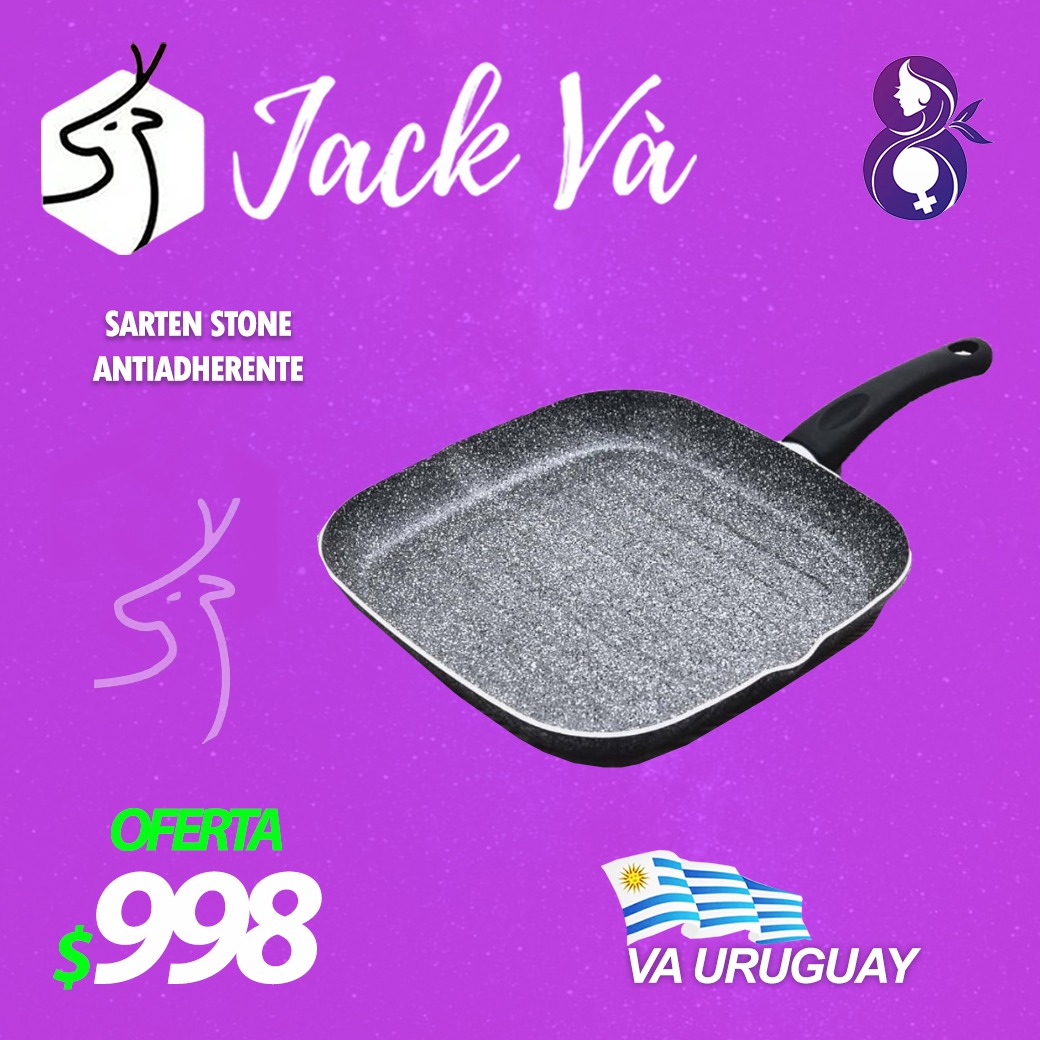 Jack Và
SARTEN STONE
ANTIADHERENTE
OFERTA
$998
VA URUGUAY